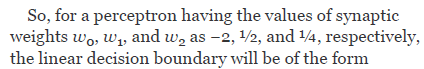 So, for a perceptron having the values of synaptic
weights w₀, w₁, and w₂ as −2, ½, and ¼, respectively,
the linear decision boundary will be of the form